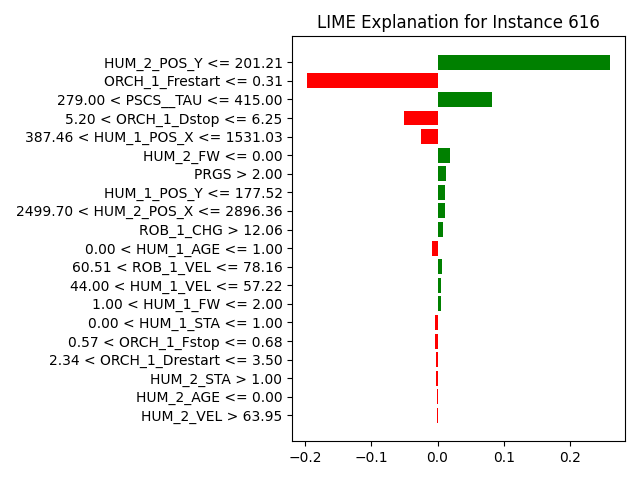 LIME Explanation for Instance 616
HUM_2_POS_Y <= 201.21
ORCH_1_Frestart <= 0.31
279.00 < PSCS__TAU <= 415.00
5.20 < ORCH_1_Dstop <= 6.25
387.46 < HUM_1_POS_X <= 1531.03
HUM_2_FW <= 0.00
PRGS > 2.00
HUM_1_POS_Y <= 177.52
2499.70 < HUM_2_POS_X <= 2896.36
ROB_1_CHG > 12.06
0.00 < HUM_1_AGE <= 1.00
60.51 < ROB_1_VEL <= 78.16
44.00 < HUM_1_VEL <= 57.22
1.00 < HUM_1_FW <= 2.00
0.00 < HUM_1_STA <= 1.00
0.57 < ORCH_1_Fstop <= 0.68
2.34 < ORCH_1_Drestart <= 3.50
HUM_2_STA > 1.00
HUM_2_AGE <= 0.00
HUM_2_VEL > 63.95
−0.2 −0.1 0.0 0.1 0.2